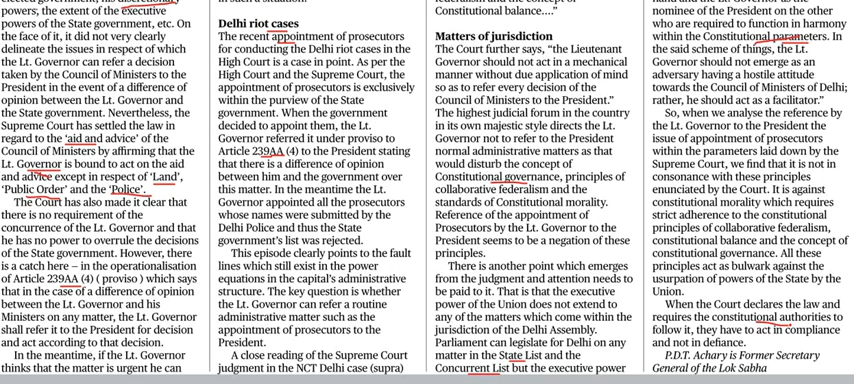 elected government, his discretionary
powers, the extent of the executive
powers of the State government, etc. On
the face of it, it did not very clearly
delineate the issues in respect of which
the Lt. Governor can refer a decision
taken by the Council of Ministers to the
President in the event of a difference of
opinion between the Lt. Governor and
the State government. Nevertheless, the
Supreme Court has settled the law in
regard to the ‘aid and advice’ of the
Council of Ministers by affirming that the
Lt. Governor is bound to act on the aid
and advice except in respect of ‘Land’,
‘Public Order’ and the ‘Police’.
The Court has also made it clear that
there is no requirement of the
concurrence of the Lt. Governor and that
he has no power to overrule the decisions
of the State government. However, there
is a catch here — in the operationalisation
of Article 239AA (4) ( proviso ) which says
that in the case of a difference of opinion
between the Lt. Governor and his
Ministers on any matter, the Lt. Governor
shall refer it to the President for decision
and act according to that decision.
In the meantime, if the Lt. Governor
thinks that the matter is urgent he can
Delhi riot cases
The recent appointment of prosecutors
for conducting the Delhi riot cases in the
High Court is a case in point. As per the
High Court and the Supreme Court, the
appointment of prosecutors is exclusively
within the purview of the State
government. When the government
decided to appoint them, the Lt.
Governor referred it under proviso to
Article 239AA (4) to the President stating
that there is a difference of opinion
between him and the government over
this matter. In the meantime the Lt.
Governor appointed all the prosecutors
whose names were submitted by the
Delhi Police and thus the State
government’s list was rejected.
This episode clearly points to the fault
lines which still exist in the power
equations in the capital’s administrative
structure. The key question is whether
the Lt. Governor can refer a routine
administrative matter such as the
appointment of prosecutors to the
President.
A close reading of the Supreme Court
judgment in the NCT Delhi case (supra)
Constitutional balance....”
Matters of jurisdiction
The Court further says, “the Lieutenant
Governor should not act in a mechanical
manner without due application of mind
so as to refer every decision of the
Council of Ministers to the President.”
The highest judicial forum in the country
in its own majestic style directs the Lt.
Governor not to refer to the President
normal administrative matters as that
would disturb the concept of
Constitutional governance, principles of
collaborative federalism and the
standards of Constitutional morality.
Reference of the appointment of
Prosecutors by the Lt. Governor to the
President seems to be a negation of these
principles.
There is another point which emerges
from the judgment and attention needs to
be paid to it. That is that the executive
power of the Union does not extend to
any of the matters which come within the
jurisdiction of the Delhi Assembly.
Parliament can legislate for Delhi on any
matter in the State List and the
Concurrent List but the executive power
nominee of the President on the other
who are required to function in harmony
within the Constitutional parameters. In
the said scheme of things, the Lt.
Governor should not emerge as an
adversary having a hostile attitude
towards the Council of Ministers of Delhi;
rather, he should act as a facilitator.”
So, when we analyse the reference by
the Lt Governor to the President the
issue of appointment of prosecutors
within the parameters laid down by the
Supreme Court, we find that it is not in
consonance with these principles
enunciated by the Court. It is against
constitutional morality which requires
strict adherence to the constitutional
principles of collaborative federalism,
constitutional balance and the concept of
constitutional governance. All these
principles act as bulwark against the
usurpation of powers of the State by the
Union.
When the Court declares the law and
requires the constitutional authorities to
follow it, they have to act in compliance
and not in defiance.
P.D.T. Achary is Former Secretary
General of the Lok Sabha